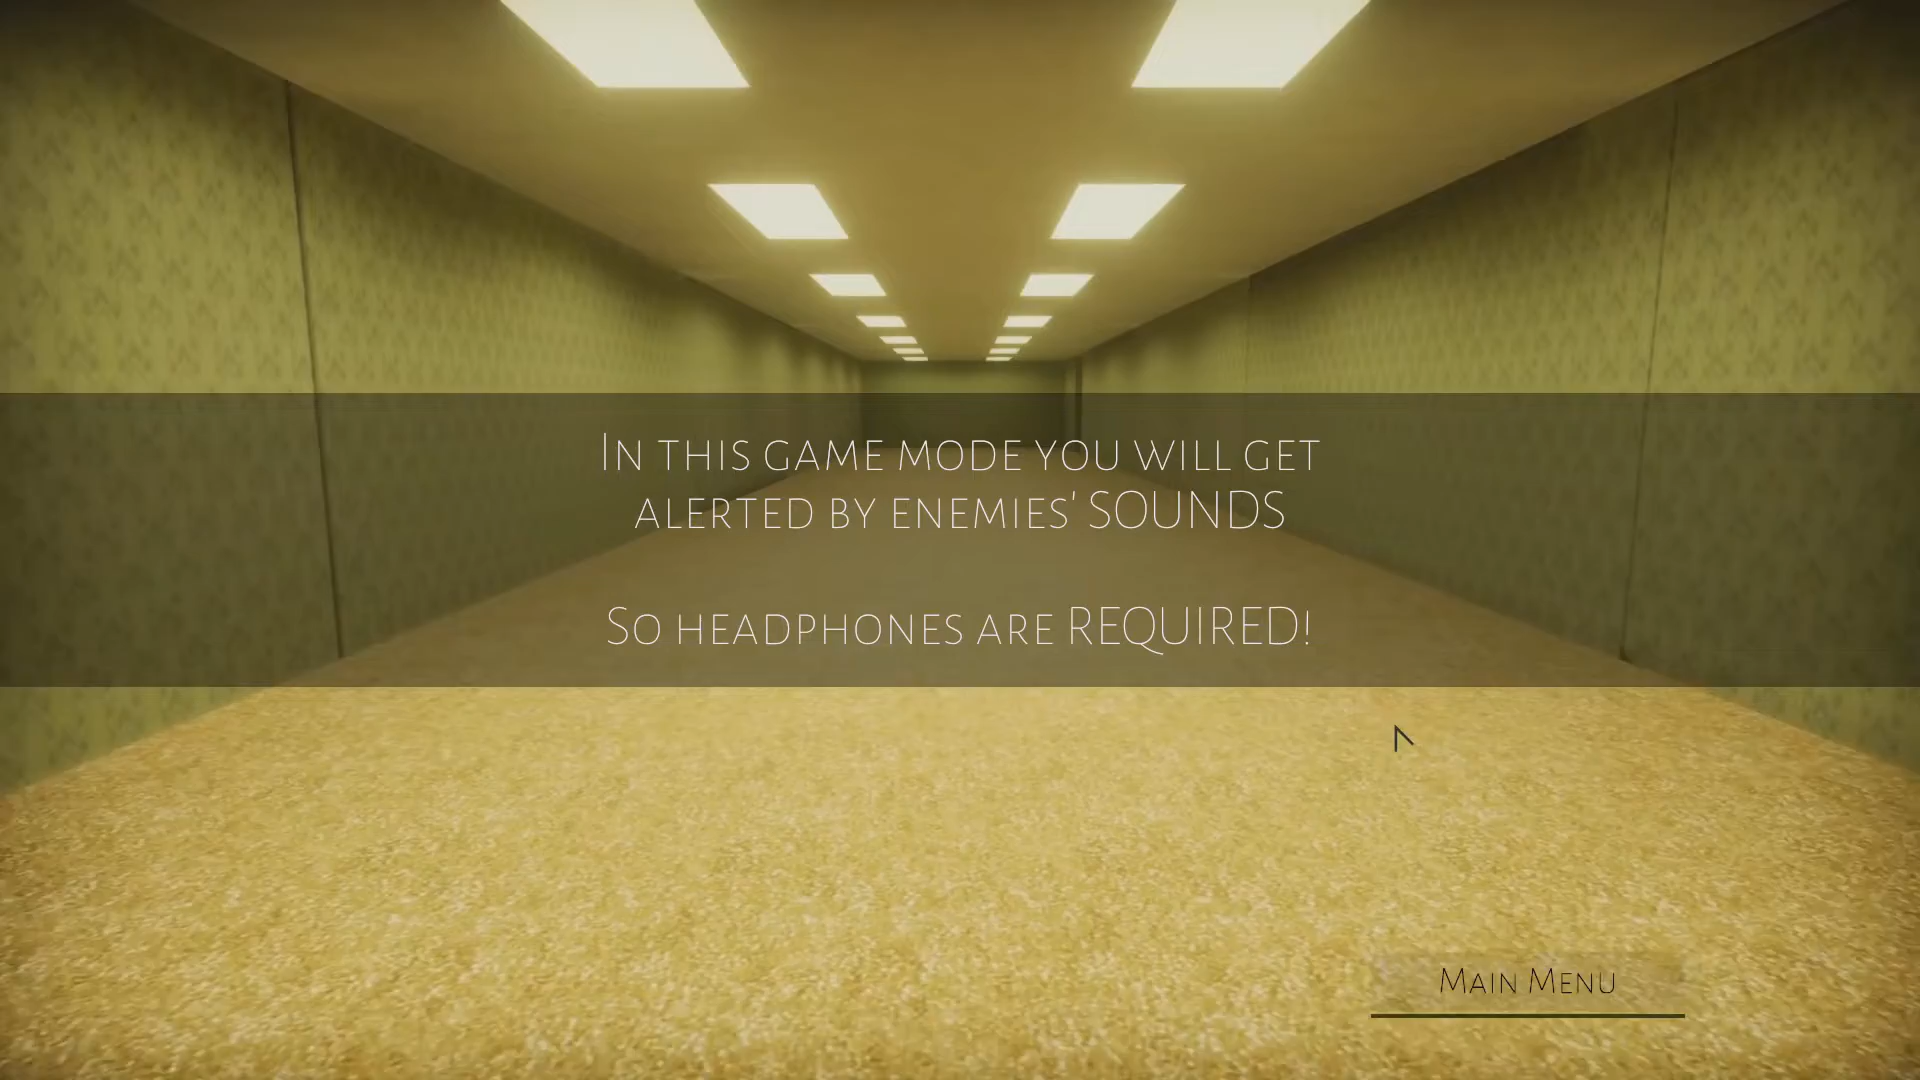 In this game mode you will get
alerted by enemies' SOUNDS
So headphones are REQUIRED!
Main Menu